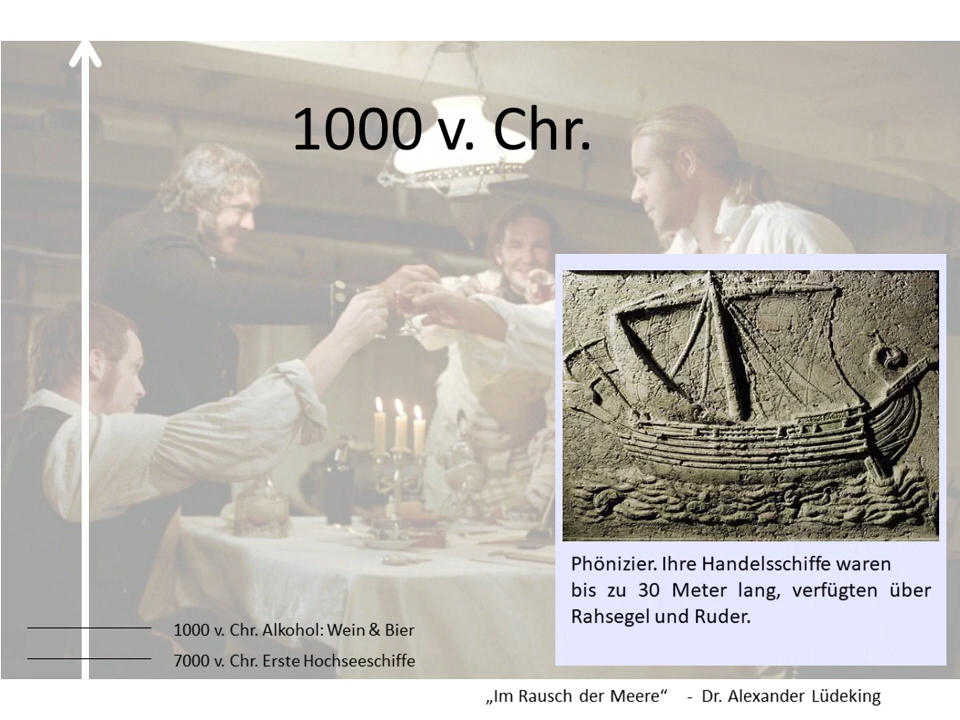 1000 v. Chr.
Phönizier. Ihre Handelsschiffe waren
bis zu 30 Meter lang, verfügten über
Rahsegel und Ruder.
1000 v. Chr. Alkohol: Wein & Bier
7000 v. Chr. Erste Hochseeschiffe
„Im Rausch der Meere“ - Dr. Alexander Lüdeking